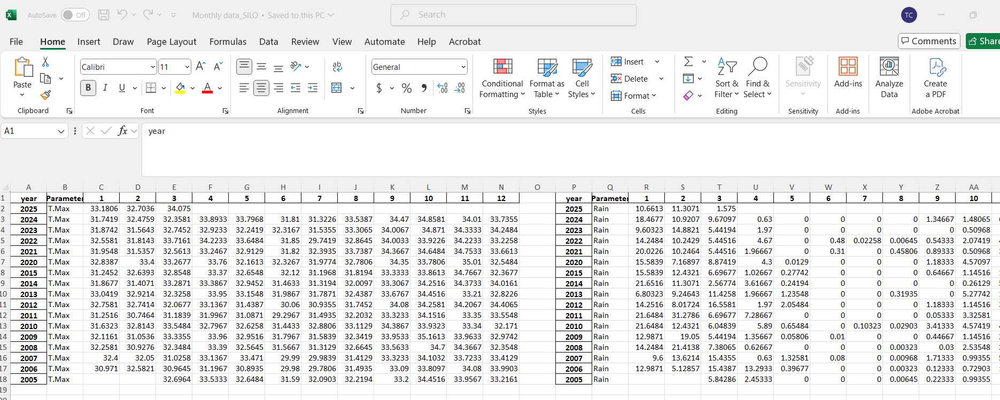 AutoSave Off Monthly data_SILO • Saved to this PC Search TC
File Home Insert Draw Page Layout Formulas Data Review View Automate Help Acrobat Comments Share
Paste Calibri 11 General Conditional Formatting Format as Table Cell Styles Insert Delete Format Sort & Filter Find & Select Sensitivity Add-ins Analyze Data Create a PDF
Clipboard Font Alignment Number Styles Cells Editing Sensitivity Add-ins Adobe Acrobat
A1 fx year
A B C D E F G H I J K L M N O P Q R S T U V W X Y Z AA
1 year Parameter 1 2 3 4 5 6 7 8 9 10 11 12 year Parameter 1 2 3 4 5 6 7 8 9 10
2 2025 T.Max 33.1806 32.7036 34.075 2025 Rain 10.6613 11.3071 1.575
3 2024 T.Max 31.7419 32.4759 32.3581 33.8933 33.7968 31.81 31.3226 33.5387 34.47 34.8581 34.01 33.7355 2024 Rain 18.4677 10.9207 9.67097 0.63 0 0 0 0 1.34667 1.48065
4 2023 T.Max 31.8742 31.5643 32.7452 32.9233 32.2419 32.3167 31.5355 33.3065 34.0067 34.871 34.3333 34.2484 2023 Rain 9.60323 14.8821 5.44194 1.97 0 0 0 0 0 0.50968
5 2022 T.Max 32.5581 31.8143 33.7161 34.2233 33.6484 31.85 29.7419 32.8645 34.0033 33.9226 34.2233 33.2258 2022 Rain 14.2484 10.2429 5.44516 4.67 0 0.48 0.02258 0.00645 0.54333 2.07419
6 2021 T.Max 31.9548 31.5357 32.5613 33.2467 32.9129 31.82 32.3935 33.7387 34.3667 34.6484 34.7533 33.6613 2021 Rain 20.0226 10.2464 5.44516 1.96667 0 0.31 0 0.45806 0.89333 0.50968
7 2020 T.Max 32.8387 33.4 33.2677 33.76 32.1613 32.3267 31.9774 32.7806 34.35 33.7806 35.01 32.5484 2020 Rain 15.5839 7.16897 8.87419 4.3 0.0129 0 0 0 1.18333 4.57097
8 2015 T.Max 31.2452 32.6393 32.8548 33.37 32.6548 32.12 31.1968 31.8194 33.3333 33.8613 34.7667 32.3677 2015 Rain 15.5839 12.4321 6.69677 1.02667 0.27742 0 0 0 0.64667 1.14516
9 2014 T.Max 31.8677 31.4071 33.2871 33.3867 32.9452 31.4633 31.3194 32.0097 33.3067 34.2516 34.3733 34.0161 2014 Rain 21.6516 11.3071 2.56774 3.61667 0.24194 0 0 0 0 0.26129
10 2013 T.Max 33.0419 32.9214 32.3258 33.95 33.1548 31.9867 31.7871 32.4387 33.6767 34.4516 33.21 32.8226 2013 Rain 6.80323 9.24643 11.4258 1.96667 1.23548 0 0 0.31935 0 5.27742
11 2012 T.Max 32.7581 32.7414 32.0677 33.1367 31.4387 30.06 30.9355 31.7452 34.08 34.2581 34.2067 34.4065 2012 Rain 14.2516 8.01724 16.5581 1.97 2.05484 0 0 0 1.18333 1.14516
12 2011 T.Max 31.2516 30.7464 31.1839 31.9967 31.0871 29.2967 31.4935 32.2032 33.3233 34.1516 33.35 33.5548 2011 Rain 21.6484 31.2786 6.69677 7.28667 0 0 0 0 0.05333 3.32581
13 2010 T.Max 31.6323 32.8143 33.5484 32.7967 32.6258 31.4433 32.8806 33.1129 34.3867 33.9323 33.34 32.171 2010 Rain 21.6484 12.4321 6.04839 5.89 0.65484 0 0.10323 0.02903 3.41333 4.57419
14 2009 T.Max 32.1161 31.0536 33.3355 33.96 32.9516 31.7967 31.5839 32.3419 33.9533 35.1613 33.9633 32.9742 2009 Rain 12.9871 19.05 5.44194 1.35667 0.05806 0.01 0 0 0.44667 1.14516
15 2008 T.Max 32.2581 30.9276 32.3484 33.39 32.5645 31.5667 31.3129 32.6645 33.5633 34.7 34.3667 32.3548 2008 Rain 14.2484 21.4138 7.38065 0.62667 0 0 0 0.00323 0.03 2.53548
16 2007 T.Max 32.4 32.05 31.0258 33.1367 33.471 29.99 29.9839 31.4129 33.3233 34.1032 33.7233 33.4129 2007 Rain 9.6 13.6214 15.4355 0.63 1.32581 0.08 0 0.00968 1.71333 0.99355
17 2006 T.Max 30.971 32.5821 30.9645 31.1967 30.8935 29.98 29.7806 31.4935 33.09 33.8097 34.08 33.9903 2006 Rain 12.9871 5.12857 15.4387 13.2933 0.39677 0 0 0.00323 0.12333 0.72903
18 2005 T.Max 32.6964 33.5333 32.6484 31.59 32.0903 32.2194 33.2 34.4516 33.9567 33.2161 2005 Rain 5.84286 2.45333 0 0 0 0.00645 0.22333 0.99355
19